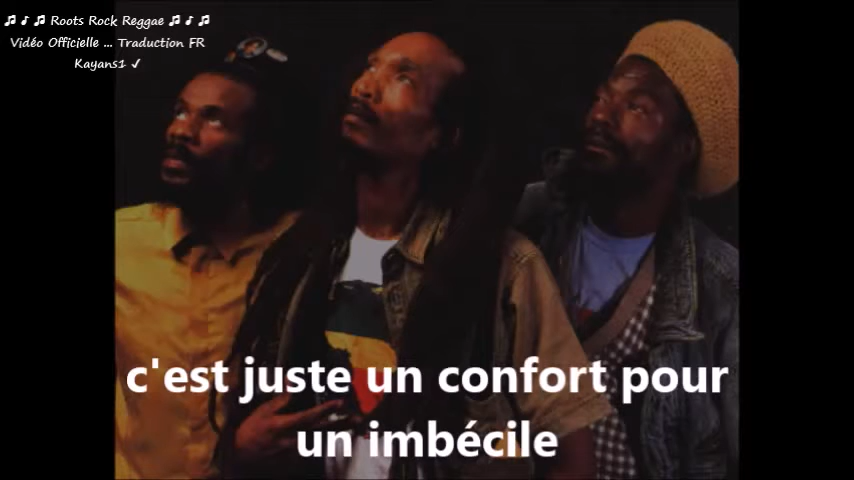 ♫ ♪ ♫ Roots Rock Reggae ♫ ♪ ♫
Vidéo Officielle ... Traduction FR
Kayans1 ✓
c'est juste un confort pour
un imbécile